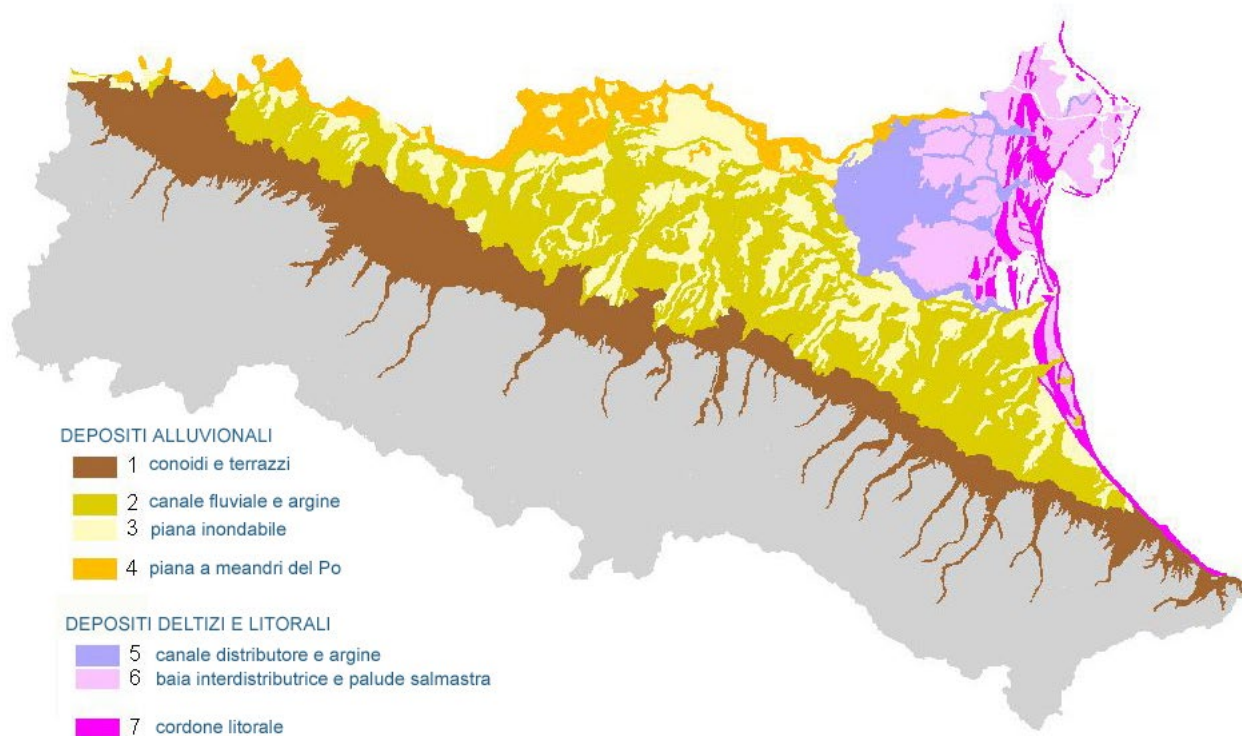 DEPOSITI ALLUVIONALI
1 conoidi e terrazzi
2 canale fluviale e argine
3 piana inondabile
4 piana a meandri del Po
DEPOSITI DELTIZI E LITORALI
5 canale distributore e argine
6 baia interdistributrice e palude salmastra
7 cordone litorale